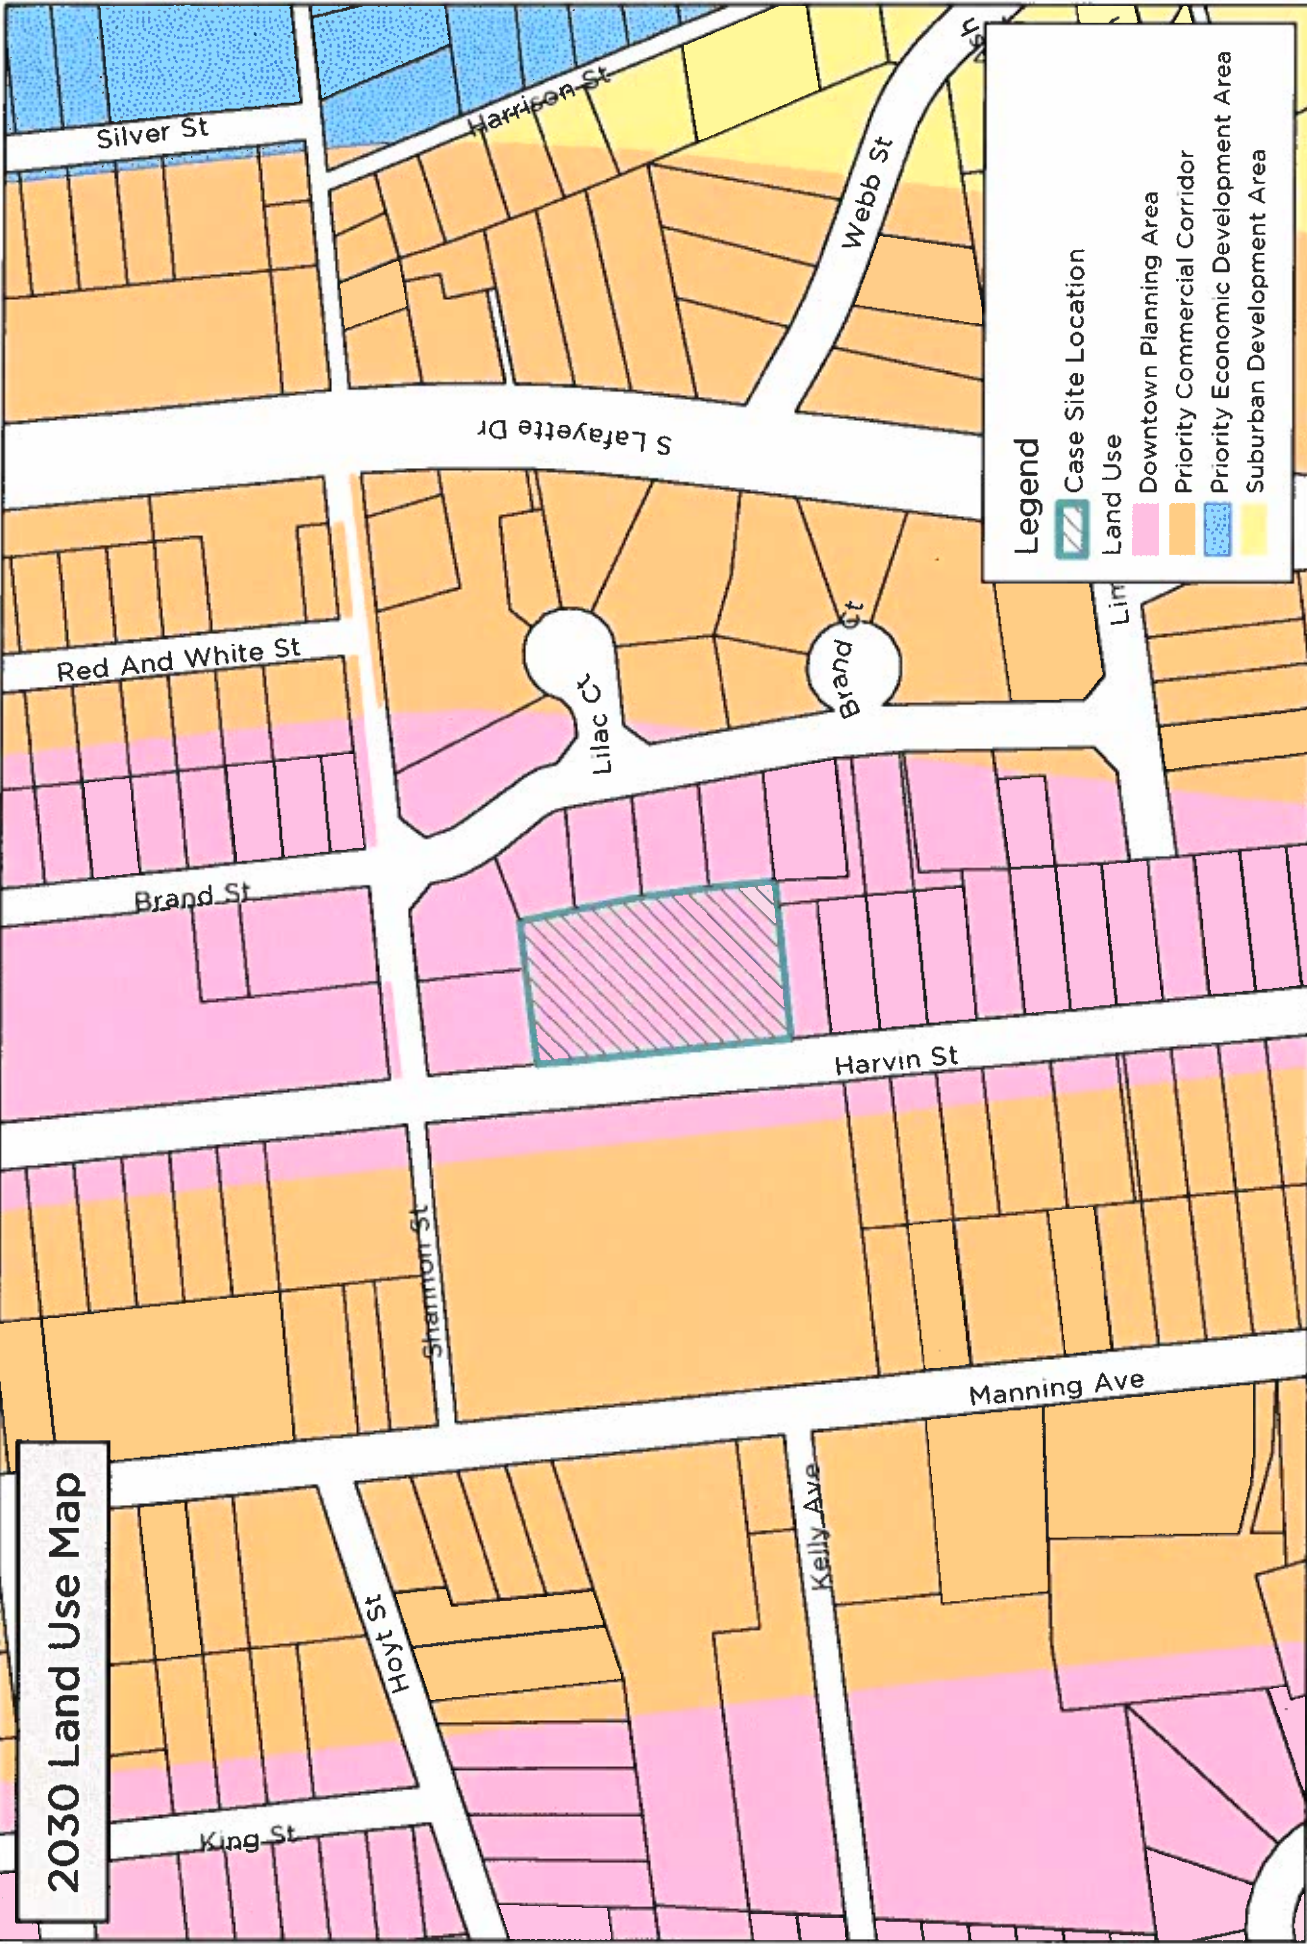 2030 Land Use Map
Silver St
Harrison St
Webb St
S Lafayette Dr
Red And White St
Lilac Ct
Brand Ct
Brand St
Harvin St
Shannon St
Manning Ave
Kelly Ave
Hoyt St
King St
Lim
Legend
Case Site Location
Land Use
Downtown Planning Area
Priority Commercial Corridor
Priority Economic Development Area
Suburban Development Area